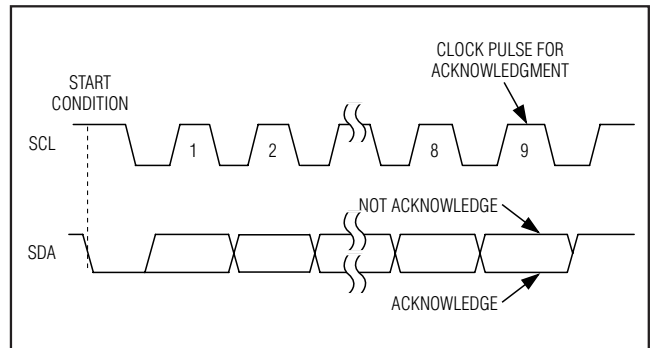 CLOCK PULSE FOR
ACKNOWLEDGMENT
START
CONDITION
SCL
1
2
8
9
NOT ACKNOWLEDGE
SDA
ACKNOWLEDGE